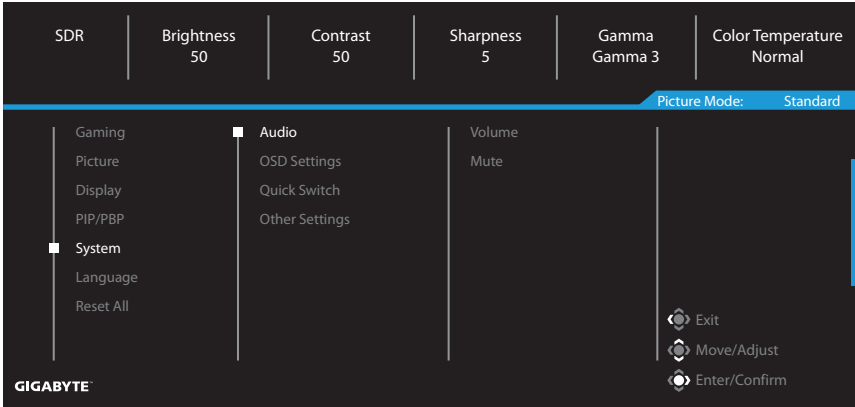 SDR
Brightness
50
Contrast
50
Sharpness
5
Gamma
Gamma 3
Color Temperature
Normal
Picture Mode: Standard
Gaming
Picture
Display
PIP/PBP
System
Language
Reset All
Audio
OSD Settings
Quick Switch
Other Settings
Volume
Mute
Exit
Move/Adjust
Enter/Confirm
GIGABYTE™